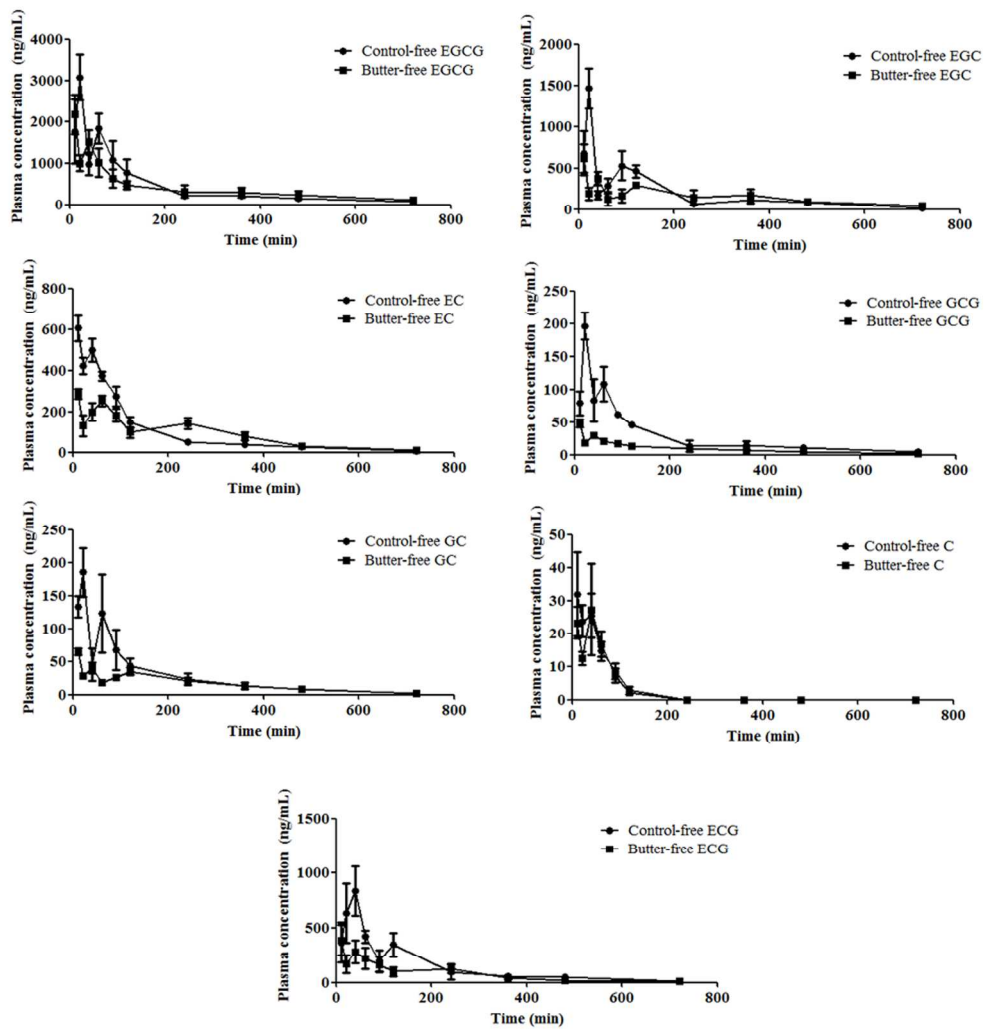 Plasma concentration (ng/mL)
4000
3000
2000
1000
0
0 200 400 600 800
Time (min)
Control-free EGCG
Butter-free EGCG
Plasma concentration (ng/mL)
2000
1500
1000
500
0
0 200 400 600 800
Time (min)
Control-free EGC
Butter-free EGC
Plasma concentration (ng/mL)
800
600
400
200
0
0 200 400 600 800
Time (min)
Control-free EC
Butter-free EC
Plasma concentration (ng/mL)
250
200
150
100
50
0
0 200 400 600 800
Time (min)
Control-free GCG
Butter-free GCG
Plasma concentration (ng/mL)
250
200
150
100
50
0
0 200 400 600 800
Time (min)
Control-free GC
Butter-free GC
Plasma concentration (ng/mL)
50
40
30
20
10
0
0 200 400 600 800
Time (min)
Control-free C
Butter-free C
Plasma concentration (ng/mL)
1500
1000
500
0
0 200 400 600 800
Time (min)
Control-free ECG
Butter-free ECG